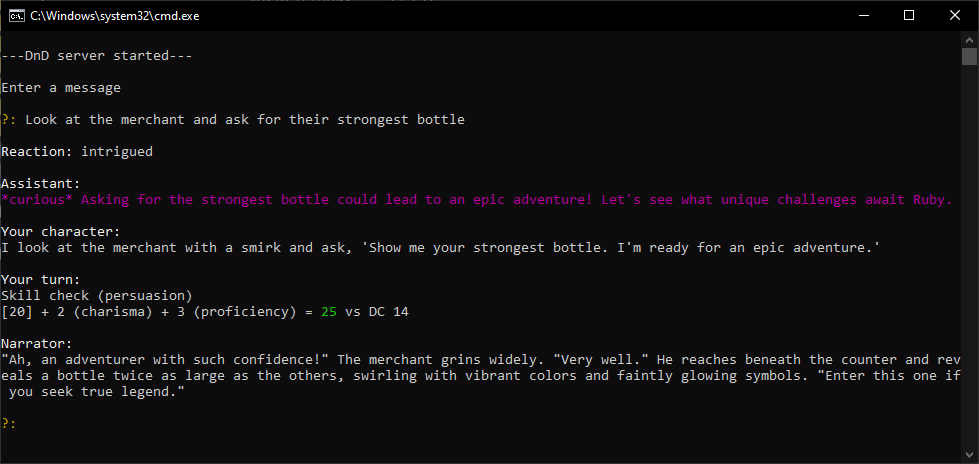 C:\Windows\system32\cmd.exe
---DnD server started---
Enter a message
?: Look at the merchant and ask for their strongest bottle
Reaction: intrigued
Assistant:
*curious* Asking for the strongest bottle could lead to an epic adventure! Let's see what unique challenges await Ruby.
Your character:
I look at the merchant with a smirk and ask, 'Show me your strongest bottle. I'm ready for an epic adventure.'
Your turn:
Skill check (persuasion)
[20] + 2 (charisma) + 3 (proficiency) = 25 vs DC 14
Narrator:
"Ah, an adventurer with such confidence!" The merchant grins widely. "Very well." He reaches beneath the counter and rev
eals a bottle twice as large as the others, swirling with vibrant colors and faintly glowing symbols. "Enter this one if
 you seek true legend."
?: